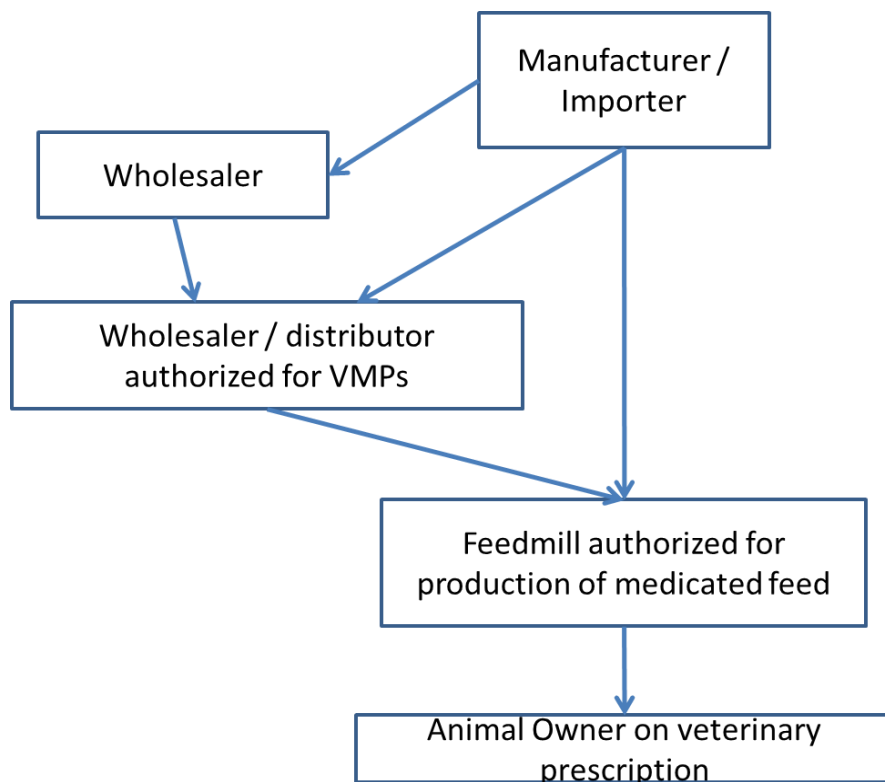 Manufacturer /
Importer
Wholesaler
Wholesaler / distributor
authorized for VMPs
Feedmill authorized for
production of medicated feed
Animal Owner on veterinary
prescription